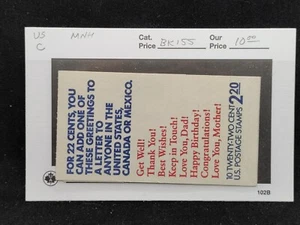 US
C
MNH
Cat.
Price BK155
Our
Price 10.00
FOR 22 CENTS, YOU
CAN ADD ONE OF
THESE GREETINGS TO
A LETTER TO
ANYONE IN THE
UNITED STATES,
CANADA OR MEXICO.
Get Well!
Thank You!
Best Wishes!
Keep in Touch!
Love You, Dad!
Happy Birthday!
Congratulations!
Love You, Mother!
10 TWENTY-TWO CENT
U.S. POSTAGE STAMPS
2.20
102B